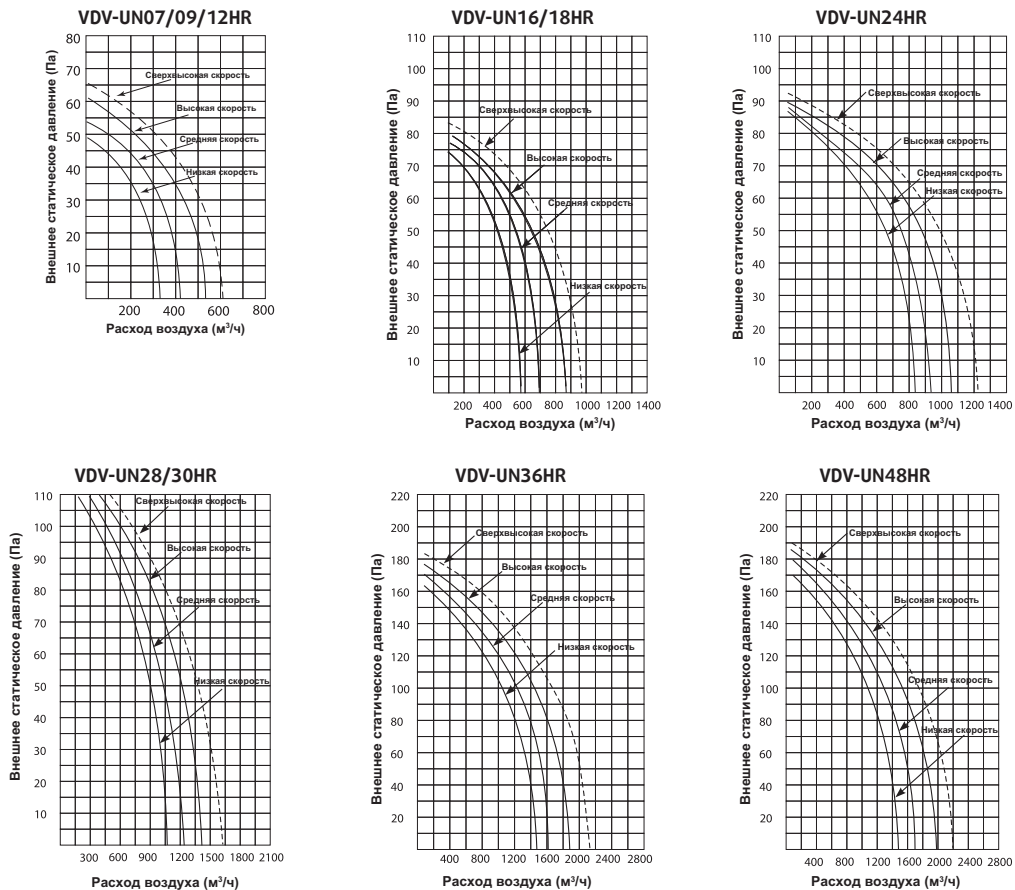 VDV-UN07/09/12HR
80
70
60
50
40
30
20
10
Внешнее статическое давление (Па)
Сверхвысокая скорость
Высокая скорость
Средняя скорость
Низкая скорость
200 400 600 800
Расход воздуха (м³/ч)
VDV-UN16/18HR
110
100
90
80
70
60
50
40
30
20
10
Внешнее статическое давление (Па)
Сверхвысокая скорость
Высокая скорость
Средняя скорость
Низкая скорость
200 400 600 800 1000 1200 1400
Расход воздуха (м³/ч)
VDV-UN24HR
110
100
90
80
70
60
50
40
30
20
10
Внешнее статическое давление (Па)
Сверхвысокая скорость
Высокая скорость
Средняя скорость
Низкая скорость
200 400 600 800 1000 1200 1400
Расход воздуха (м³/ч)
VDV-UN28/30HR
110
100
90
80
70
60
50
40
30
20
10
Внешнее статическое давление (Па)
Сверхвысокая скорость
Высокая скорость
Средняя скорость
Низкая скорость
300 600 900 1200 1500 1800 2100
Расход воздуха (м³/ч)
VDV-UN36HR
220
200
180
160
140
120
100
80
60
40
20
Внешнее статическое давление (Па)
Сверхвысокая скорость
Высокая скорость
Средняя скорость
Низкая скорость
400 800 1200 1600 2000 2400 2800
Расход воздуха (м³/ч)
VDV-UN48HR
220
200
180
160
140
120
100
80
60
40
20
Внешнее статическое давление (Па)
Сверхвысокая скорость
Высокая скорость
Средняя скорость
Низкая скорость
400 800 1200 1600 2000 2400 2800
Расход воздуха (м³/ч)